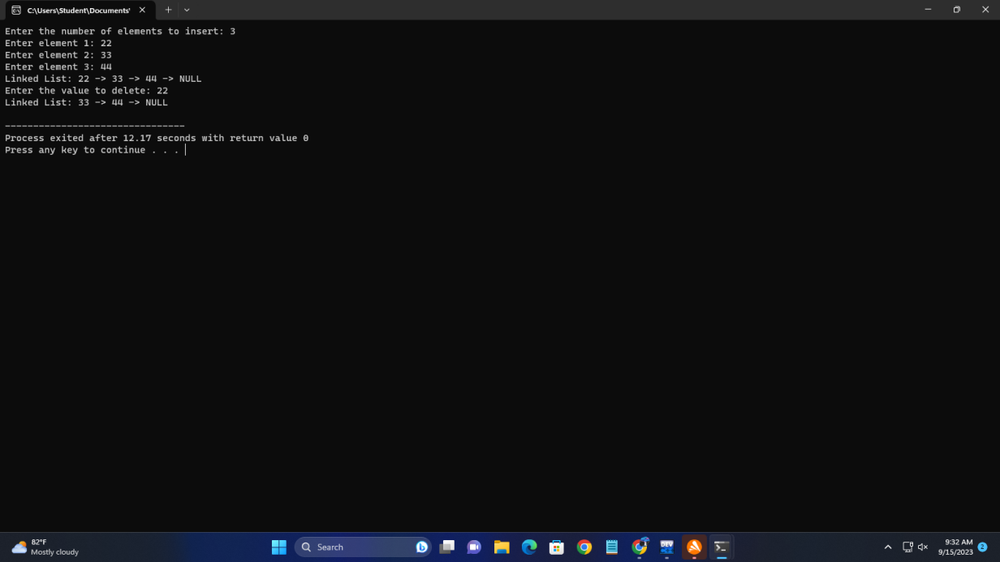 C:\Users\Student\Documents'
Enter the number of elements to insert: 3
Enter element 1: 22
Enter element 2: 33
Enter element 3: 44
Linked List: 22 -> 33 -> 44 -> NULL
Enter the value to delete: 22
Linked List: 33 -> 44 -> NULL
--------------------------------
Process exited after 12.17 seconds with return value 0
Press any key to continue . . .
82°F
Mostly cloudy
Search
DEV
9:32 AM
9/15/2023
2